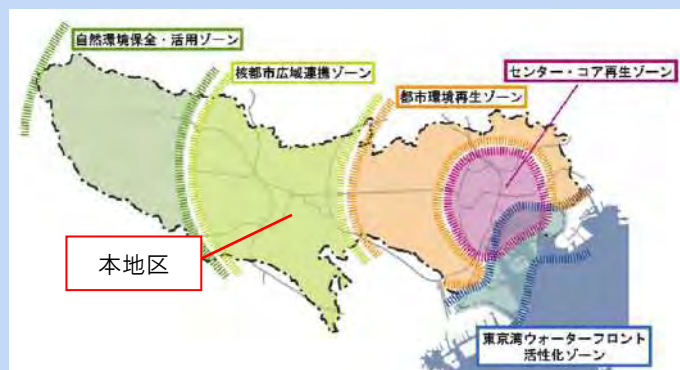 自然環境保全・活用ゾーン
核都市広域連携ゾーン
センター・コア再生ゾーン
都市環境再生ゾーン
本地区
東京湾ウォーターフロント
活性化ゾーン